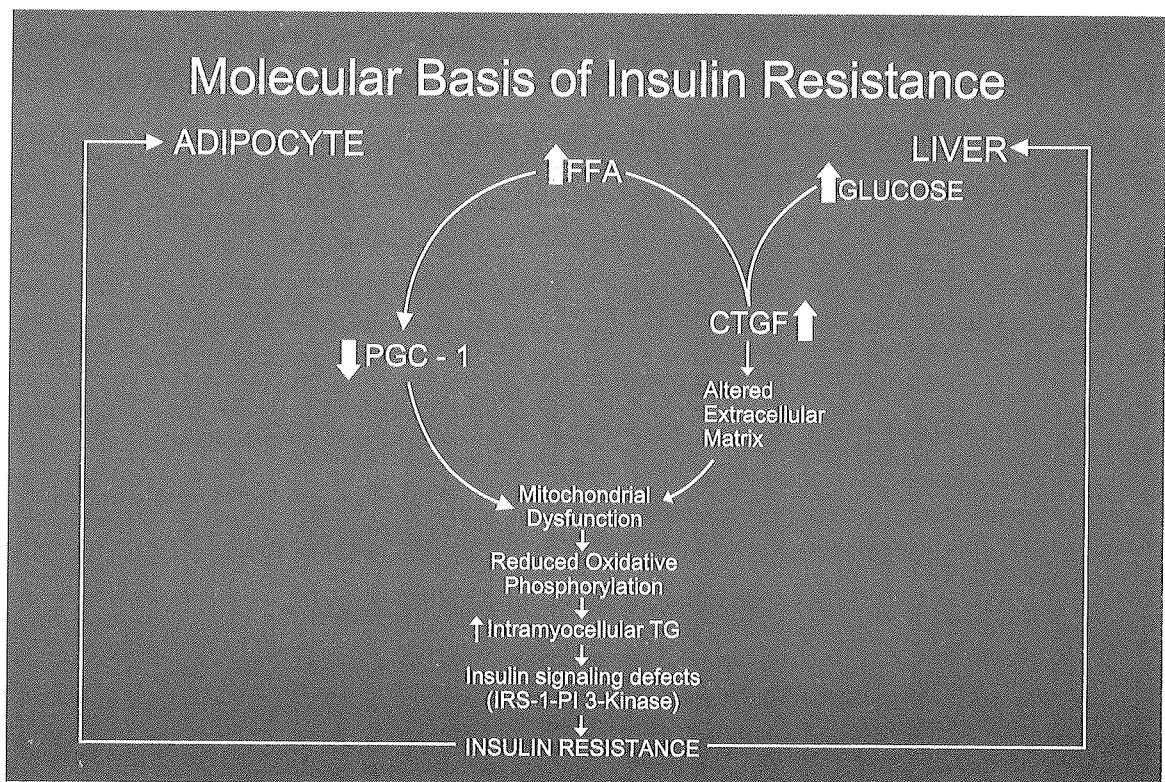 Molecular Basis of Insulin Resistance
ADIPOCYTE
LIVER
FFA
GLUCOSE
CTGF
PGC - 1
Altered
Extracellular
Matrix
Mitochondrial
Dysfunction
Reduced Oxidative
Phosphorylation
Intramyocellular TG
Insulin signaling defects
(IRS-1-PI 3-Kinase)
INSULIN RESISTANCE